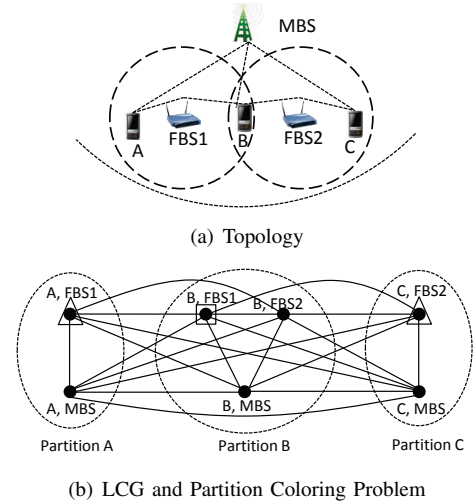 MBS
FBS1
FBS2
A
B
C
(a) Topology
A, FBS1
B, FBS1
B, FBS2
C, FBS2
A, MBS
B, MBS
C, MBS
Partition A
Partition B
Partition C
(b) LCG and Partition Coloring Problem